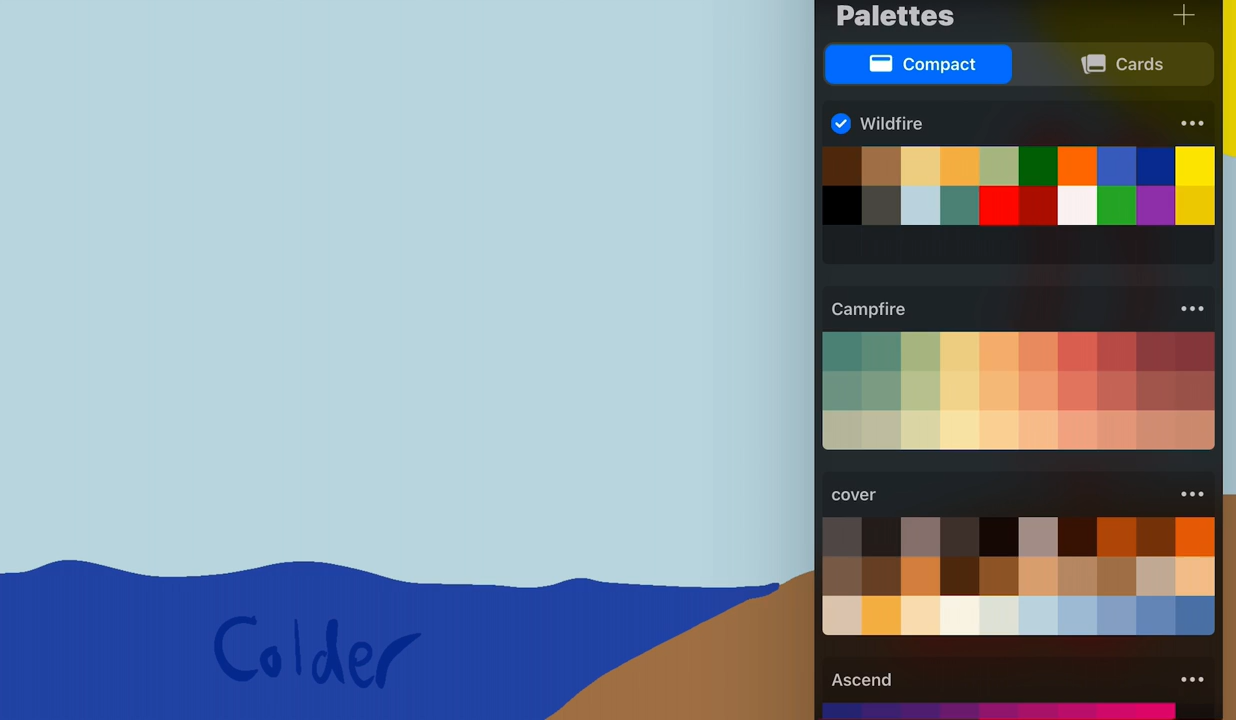 Palettes
Compact
Cards
Wildfire
Campfire
cover
Ascend
Colder